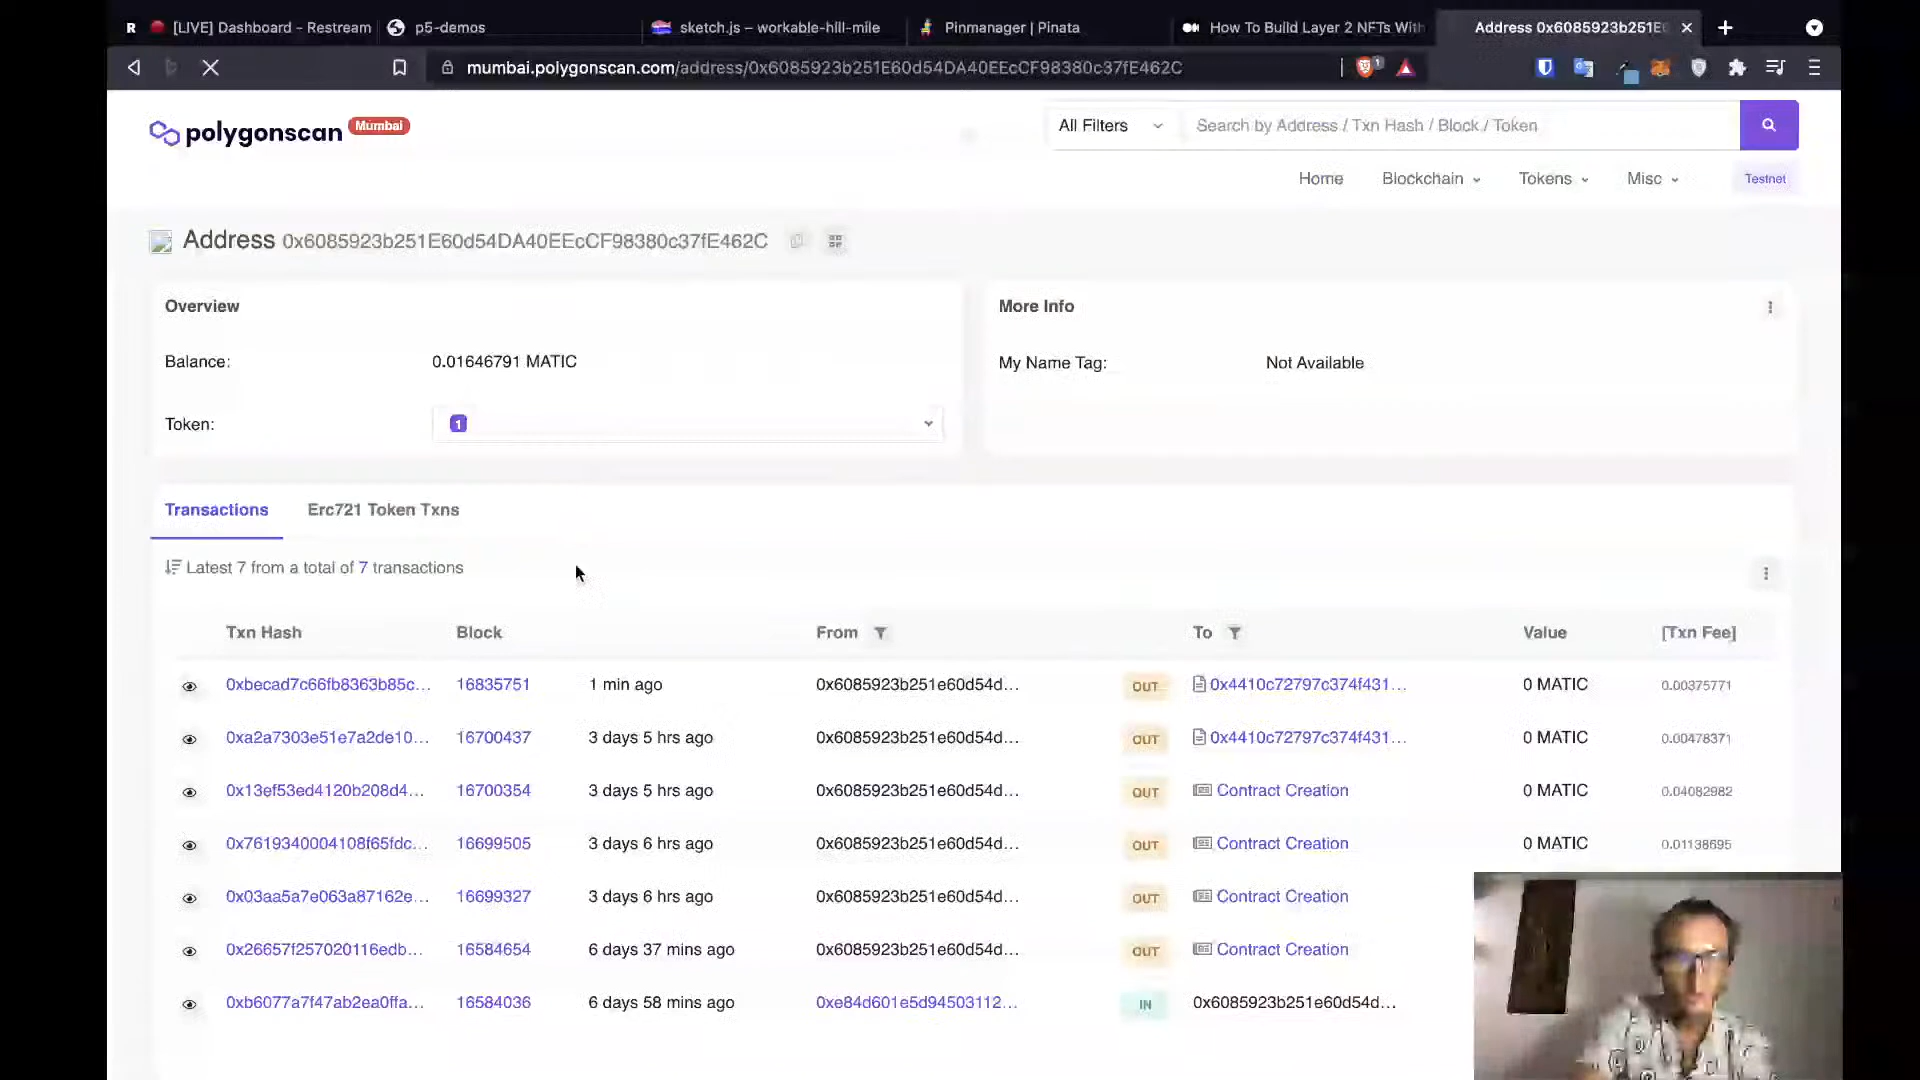 R [LIVE] Dashboard - Restream p5-demos sketch.js – workable-hill-mile Pinmanager | Pinata How To Build Layer 2 NFTs With Address 0x6085923b251E6
mumbai.polygonscan.com/address/0x6085923b251E60d54DA40EEcCF98380c37fE462C 1
polygonscan Mumbai All Filters Search by Address / Txn Hash / Block / Token
Home Blockchain Tokens Misc Testnet
Address 0x6085923b251E60d54DA40EEcCF98380c37fE462C
Overview
More Info
Balance: 0.01646791 MATIC
My Name Tag: Not Available
Token: 1
Transactions Erc721 Token Txns
Latest 7 from a total of 7 transactions
Txn Hash Block From To Value [Txn Fee]
0xbecad7c66fb8363b85c... 16835751 1 min ago 0x6085923b251e60d54d... OUT 0x4410c72797c374f431... 0 MATIC 0.00375771
0xa2a7303e51e7a2de10... 16700437 3 days 5 hrs ago 0x6085923b251e60d54d... OUT 0x4410c72797c374f431... 0 MATIC 0.00478371
0x13ef53ed4120b208d4... 16700354 3 days 5 hrs ago 0x6085923b251e60d54d... OUT Contract Creation 0 MATIC 0.04082982
0x7619340004108f65fdc... 16699505 3 days 6 hrs ago 0x6085923b251e60d54d... OUT Contract Creation 0 MATIC 0.01138695
0x03aa5a7e063a87162e... 16699327 3 days 6 hrs ago 0x6085923b251e60d54d... OUT Contract Creation
0x26657f257020116edb... 16584654 6 days 37 mins ago 0x6085923b251e60d54d... OUT Contract Creation
0xb6077a7f47ab2ea0ffa... 16584036 6 days 58 mins ago 0xe84d601e5d94503112... IN 0x6085923b251e60d54d...